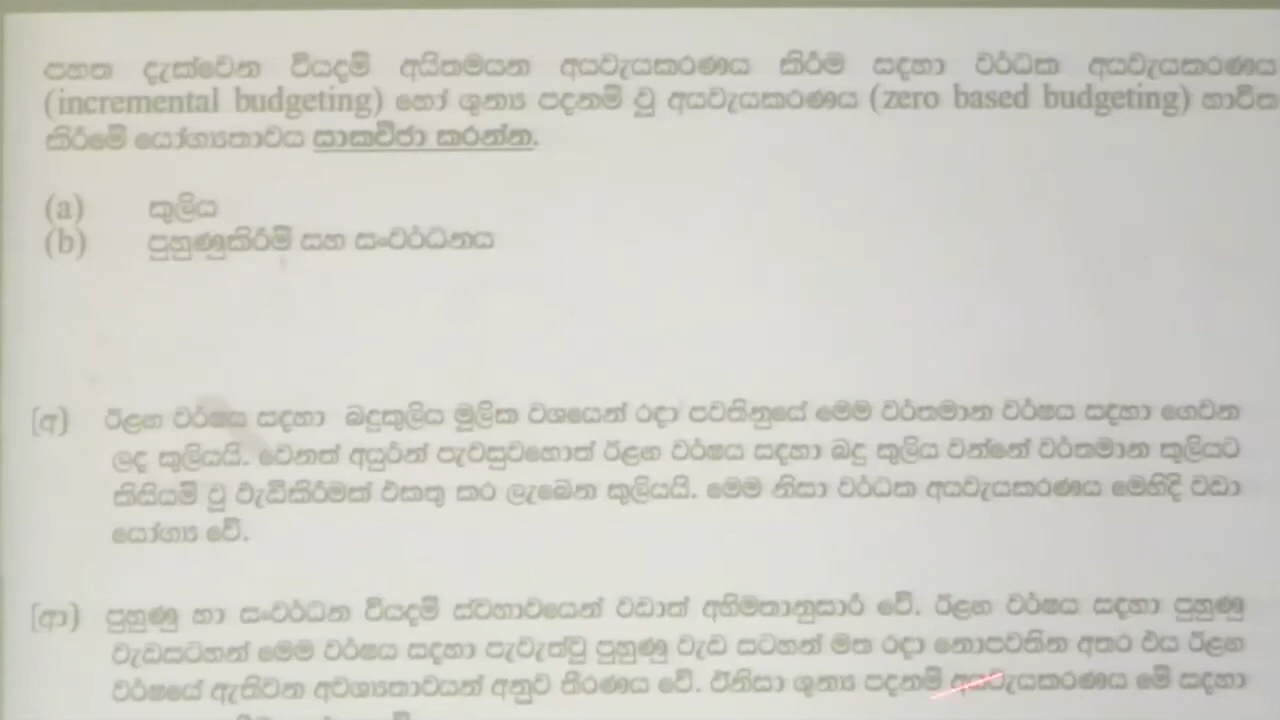 පහත දැක්වෙන වියදම් අයිතමයන අයවැයකරණය කිරීම සඳහා වර්ධක අයවැයකරණය
(incremental budgeting) හෝ ශුන්‍ය පදනම් වූ අයවැයකරණය (zero based budgeting) භාවිත
කිරීමේ යෝග්‍යතාවය සාකච්ඡා කරන්න.
(a) කුලිය
(b) පුහුණුකිරීම් සහ සංවර්ධනය
(අ) ඊළඟ වර්ෂය සඳහා බදුකුලිය මූලික වශයෙන් රඳා පවතිනුයේ මෙම වර්තමාන වර්ෂය සඳහා ගෙවන
ලද කුලියයි. වෙනත් අයුරින් පැවසුවහොත් ඊළඟ වර්ෂය සඳහා බදු කුලිය වන්නේ වර්තමාන කුලියට
කිසියම් වූ වැඩිකිරීමක් එකතු කර ලැබෙන කුලියයි. මෙම නිසා වර්ධක අයවැයකරණය මෙහිදී වඩා
යෝග්‍ය වේ.
(ආ) පුහුණු හා සංවර්ධන වියදම් ස්වභාවයෙන් වඩාත් අභිමතානුසාරී වේ. ඊළඟ වර්ෂය සඳහා පුහුණු
වැඩසටහන් මෙම වර්ෂය සඳහා පැවැත්වූ පුහුණු වැඩ සටහන් මත රඳා නොපවතින අතර එය ඊළඟ
වර්ෂයේ ඇතිවන අවශ්‍යතාවයන් අනුව තීරණය වේ. එනිසා ශුන්‍ය පදනම් අයවැයකරණය මේ සඳහා